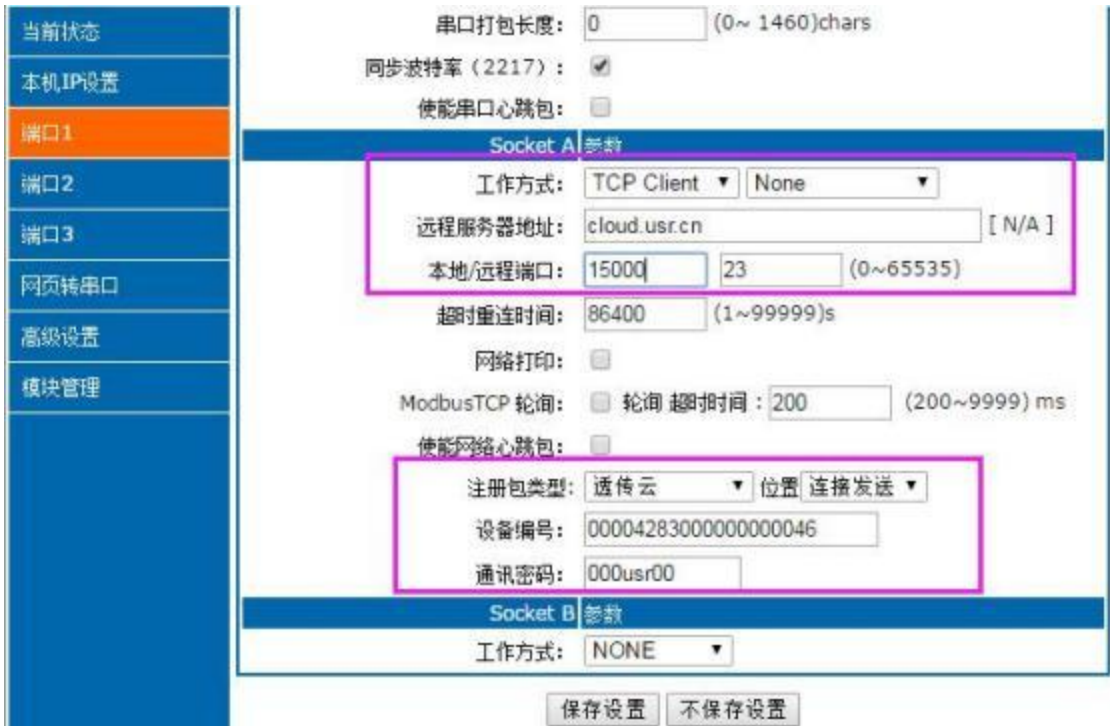 当前状态
本机IP设置
端口1
端口2
端口3
网页转串口
高级设置
模块管理
串口打包长度: 0 (0~ 1460)chars
同步波特率(2217):
使能串口心跳包:
Socket A 参数
工作方式: TCP Client None
远程服务器地址: cloud.usr.cn [ N/A ]
本地/远程端口: 15000 23 (0~65535)
超时重连时间: 86400 (1~99999)s
网络打印:
ModbusTCP 轮询: 轮询 超时时间: 200 (200~9999) ms
使能网络心跳包:
注册包类型: 透传云 位置 连接发送
设备编号: 00004283000000000046
通讯密码: 000usr00
Socket B 参数
工作方式: NONE
保存设置 不保存设置